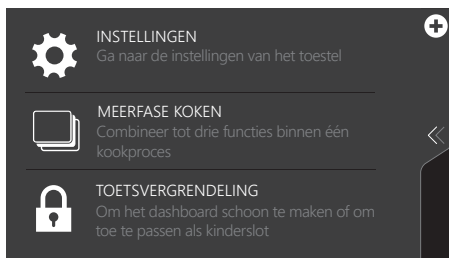 INSTELLINGEN
Ga naar de instellingen van het toestel
MEERFASE KOKEN
Combineer tot drie functies binnen één
kookproces
TOETSVERGRENDELING
Om het dashboard schoon te maken of om
toe te passen als kinderslot